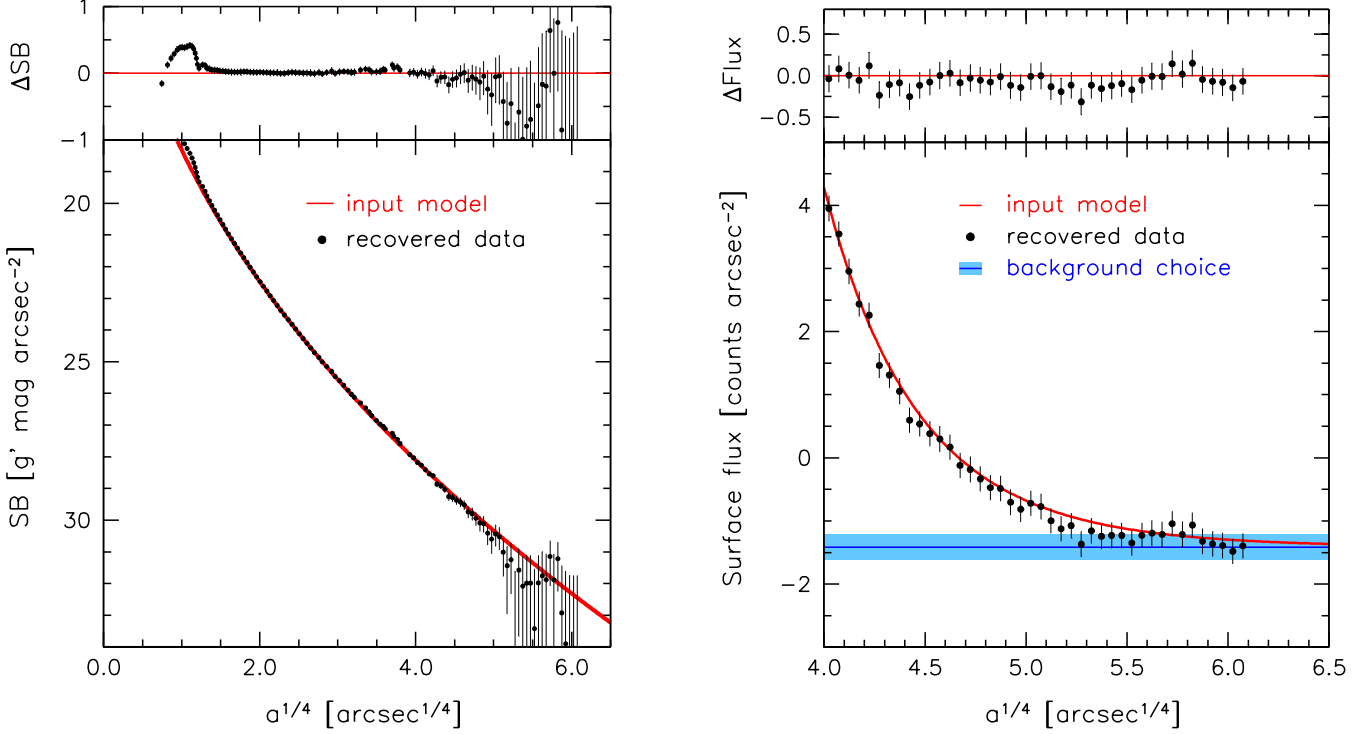 ΔSB
1
0
−1
20
25
30
SB [g' mag arcsec⁻²]
input model
recovered data
0.0 2.0 4.0 6.0
a^{1/4} [arcsec^{1/4}]
ΔFlux
0.5
0.0
−0.5
4
2
0
−2
Surface flux [counts arcsec⁻²]
input model
recovered data
background choice
4.0 4.5 5.0 5.5 6.0 6.5
a^{1/4} [arcsec^{1/4}]